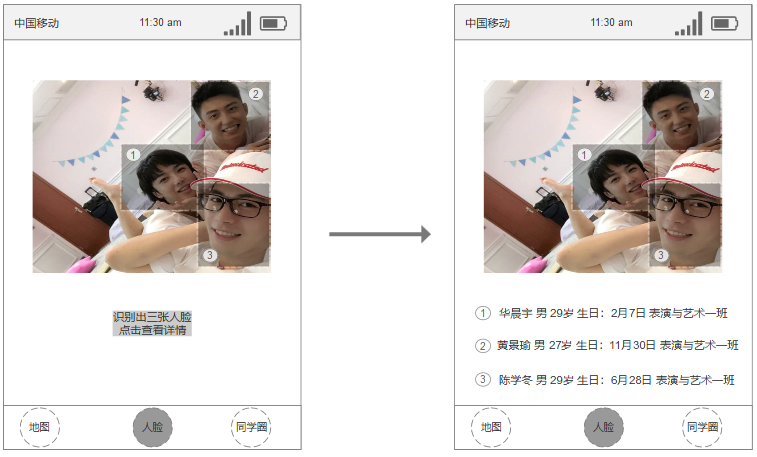 中国移动
11:30 am
2
1
3
识别出三张人脸
点击查看详情
地图
人脸
同学圈
中国移动
11:30 am
2
1
3
1 华晨宇 男 29岁 生日：2月7日 表演与艺术一班
2 黄景瑜 男 27岁 生日：11月30日 表演与艺术一班
3 陈学冬 男 29岁 生日：6月28日 表演与艺术一班
地图
人脸
同学圈